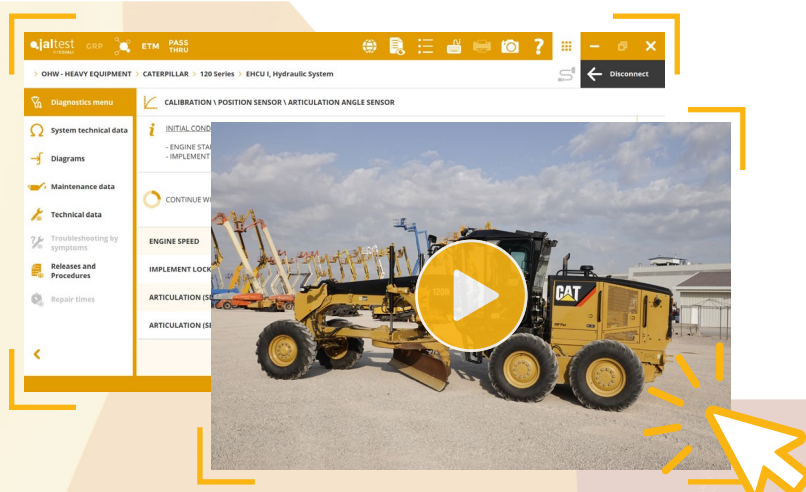 jaltest
GRP
ETM
PASS
THRU
?
> OHW - HEAVY EQUIPMENT > CATERPILLAR > 120 Series > EHCU I, Hydraulic System
Disconnect
Diagnostics menu
CALIBRATION \ POSITION SENSOR \ ARTICULATION ANGLE SENSOR
System technical data
INITIAL COND
- ENGINE STA
- IMPLEMENT
Diagrams
Maintenance data
CONTINUE W
Technical data
Troubleshooting by
symptoms
ENGINE SPEED
Releases and
Procedures
IMPLEMENT LOCK
Repair times
ARTICULATION (SE
ARTICULATION (SE
CAT